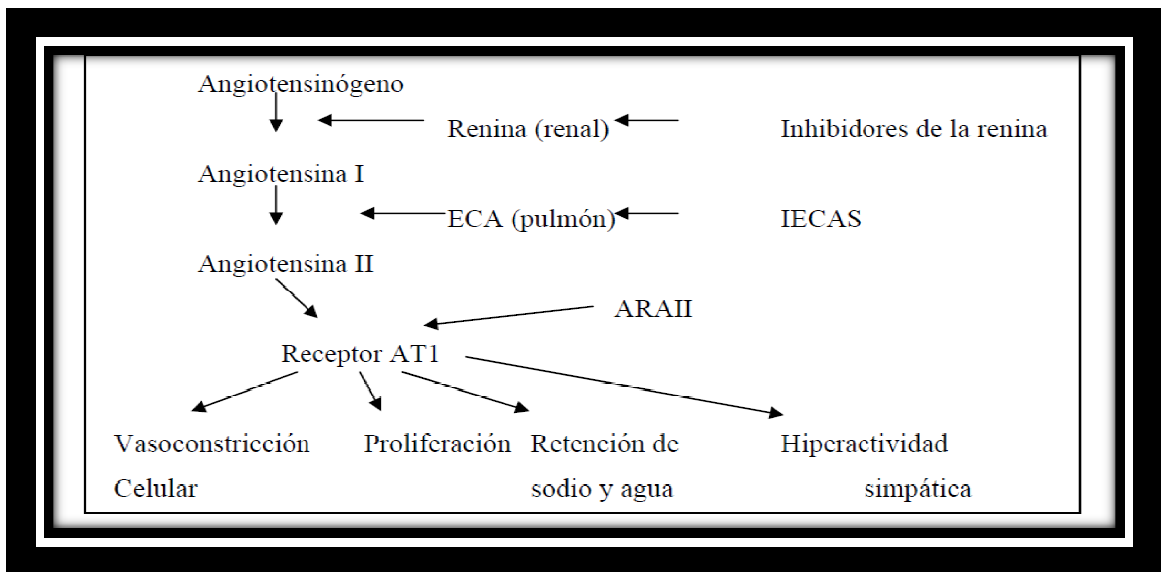 Angiotensinógeno
Renina (renal) Inhibidores de la renina
Angiotensina I
ECA (pulmón) IECAS
Angiotensina II
ARAII
Receptor AT1
Vasoconstricción Proliferación Retención de Hiperactividad
Celular sodio y agua simpática